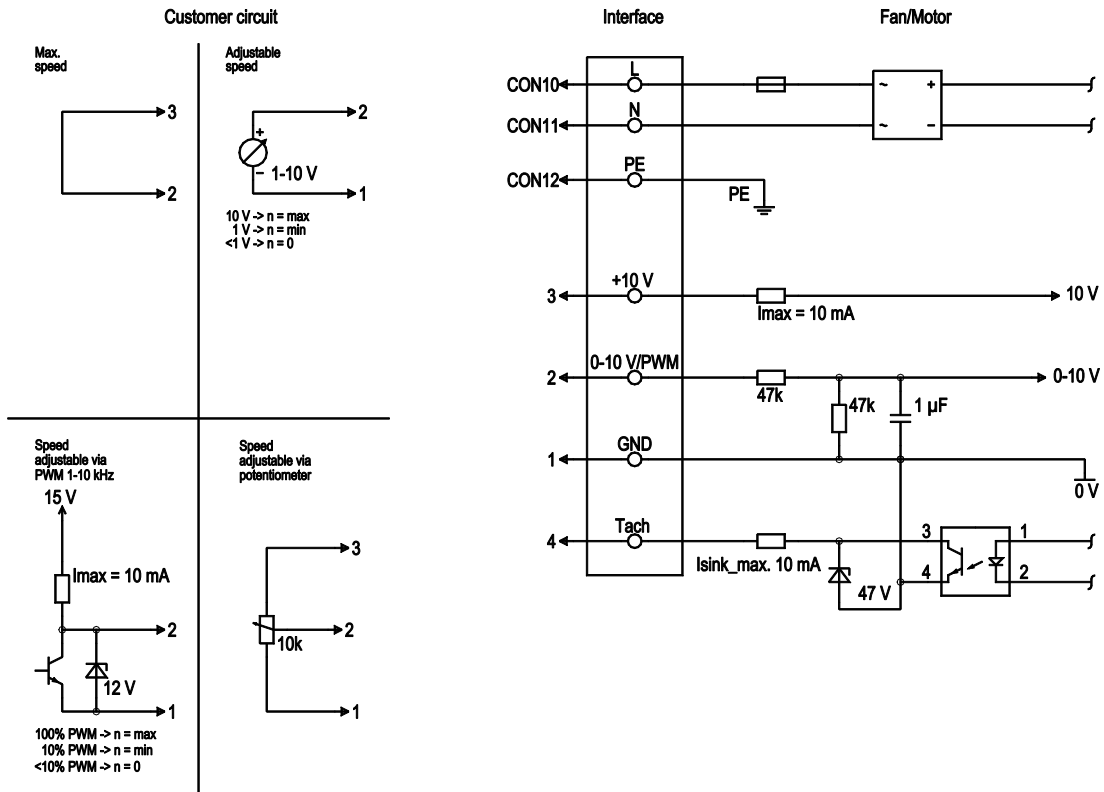 Customer circuit
Interface
Fan/Motor
Max.
speed
3
2
Adjustable
speed
2
+
−
1-10 V
1
10 V -> n = max
1 V -> n = min
<1 V -> n = 0
Speed
adjustable via
PWM 1-10 kHz
15 V
Imax = 10 mA
2
12 V
1
100% PWM -> n = max
10% PWM -> n = min
<10% PWM -> n = 0
Speed
adjustable via
potentiometer
3
2
10k
1
L
CON10
~ +
N
CON11
~ −
PE
CON12
PE
+10 V
3
10 V
Imax = 10 mA
0-10 V/PWM
2
0-10 V
47k
47k
1 µF
GND
1
0 V
Tach
4
3
1
Isink_max. 10 mA
4
2
47 V